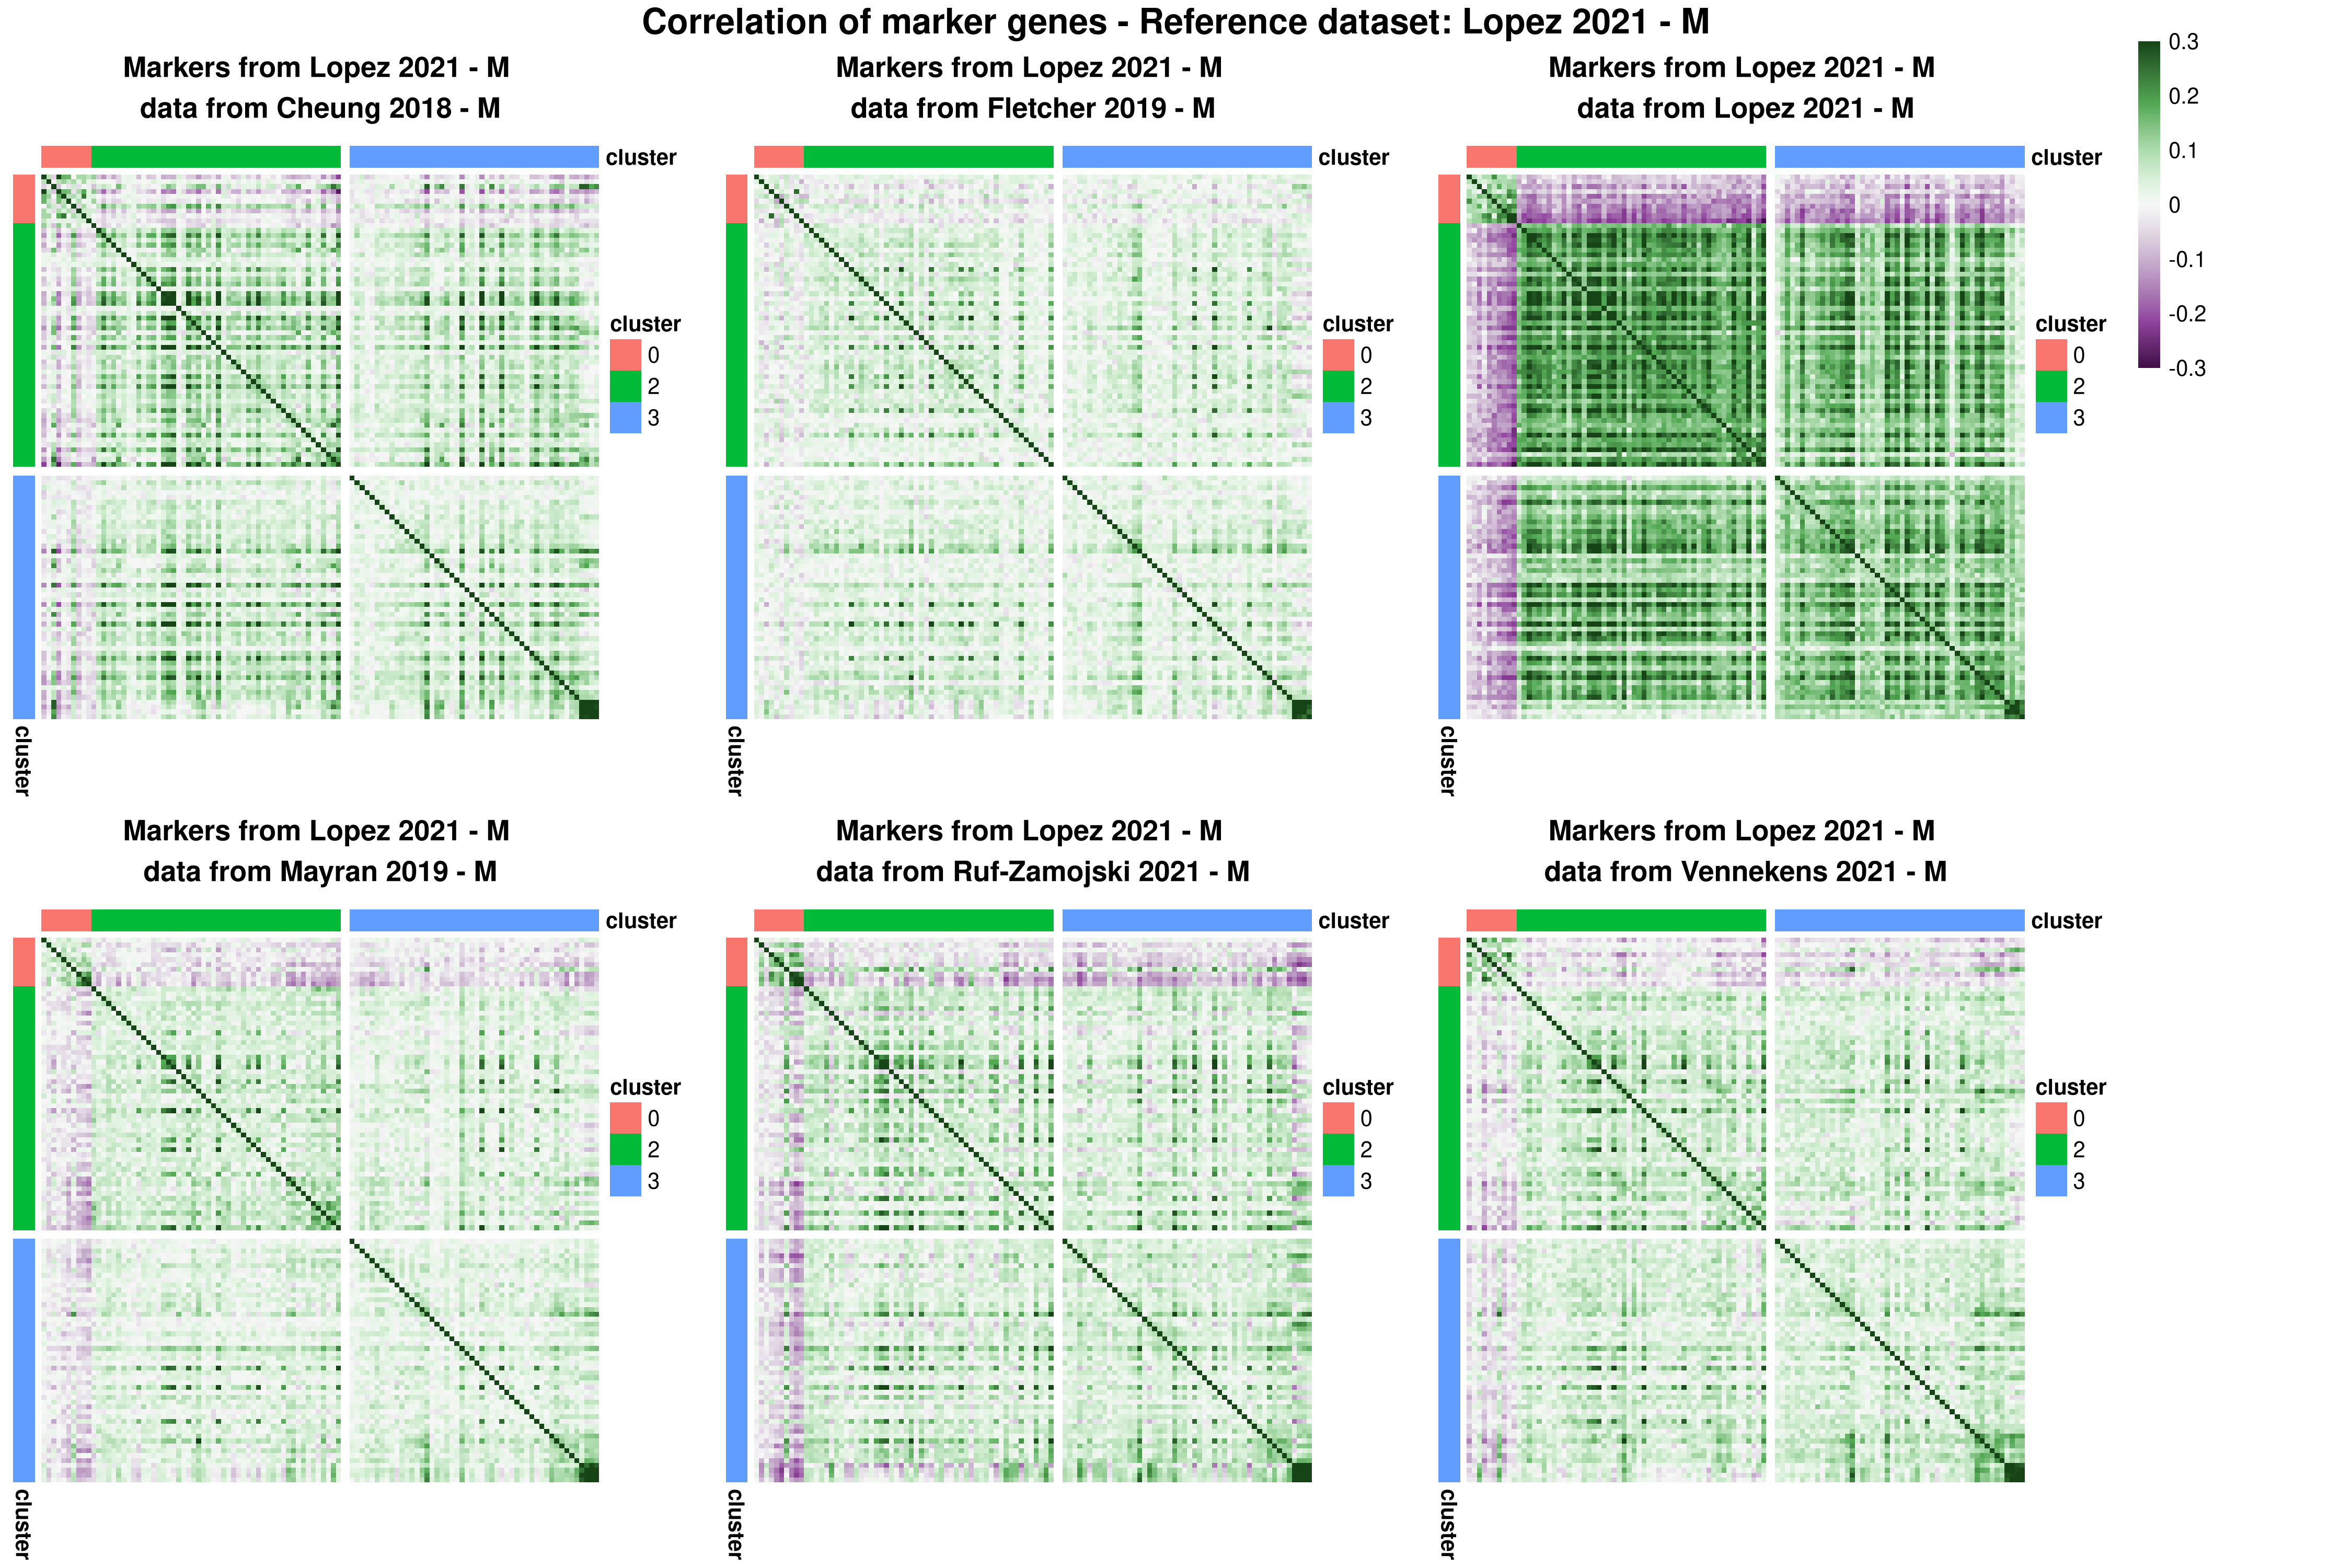 Correlation of marker genes - Reference dataset: Lopez 2021 - M
Markers from Lopez 2021 - M
data from Cheung 2018 - M
cluster
cluster
0
2
3
cluster
Markers from Lopez 2021 - M
data from Fletcher 2019 - M
cluster
cluster
0
2
3
cluster
Markers from Lopez 2021 - M
data from Lopez 2021 - M
cluster
cluster
0
2
3
cluster
0.3
0.2
0.1
0
-0.1
-0.2
-0.3
Markers from Lopez 2021 - M
data from Mayran 2019 - M
cluster
cluster
0
2
3
cluster
Markers from Lopez 2021 - M
data from Ruf-Zamojski 2021 - M
cluster
cluster
0
2
3
cluster
Markers from Lopez 2021 - M
data from Vennekens 2021 - M
cluster
cluster
0
2
3
cluster